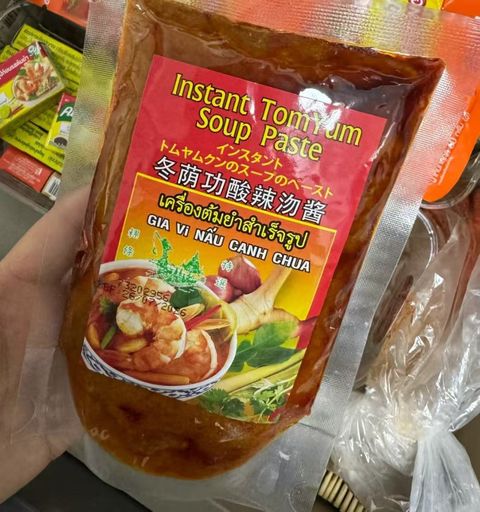 Instant TomYum
Soup Paste
インスタント
トムヤムクンのスープのペースト
冬荫功酸辣沕酱
เครื่องต้มยำสำเร็จรูป
GIA Vị NẤU CANH CHUA